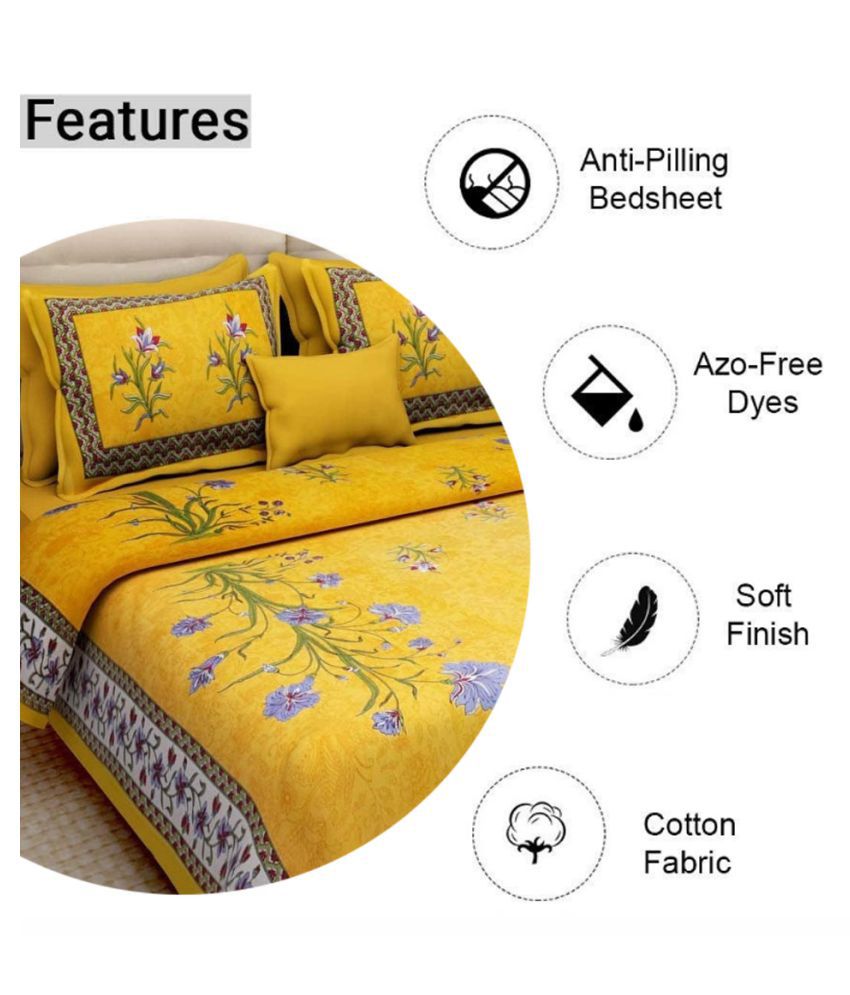 Features
Anti-Pilling
Bedsheet
Azo-Free
Dyes
Soft
Finish
Cotton
Fabric